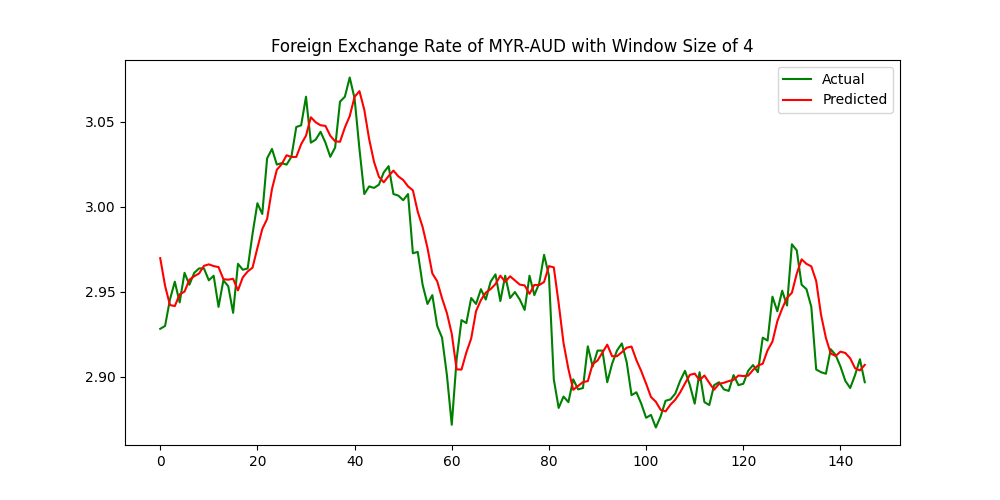 Foreign Exchange Rate of MYR-AUD with Window Size of 4
Actual
Predicted
3.05
3.00
2.95
2.90
0 20 40 60 80 100 120 140